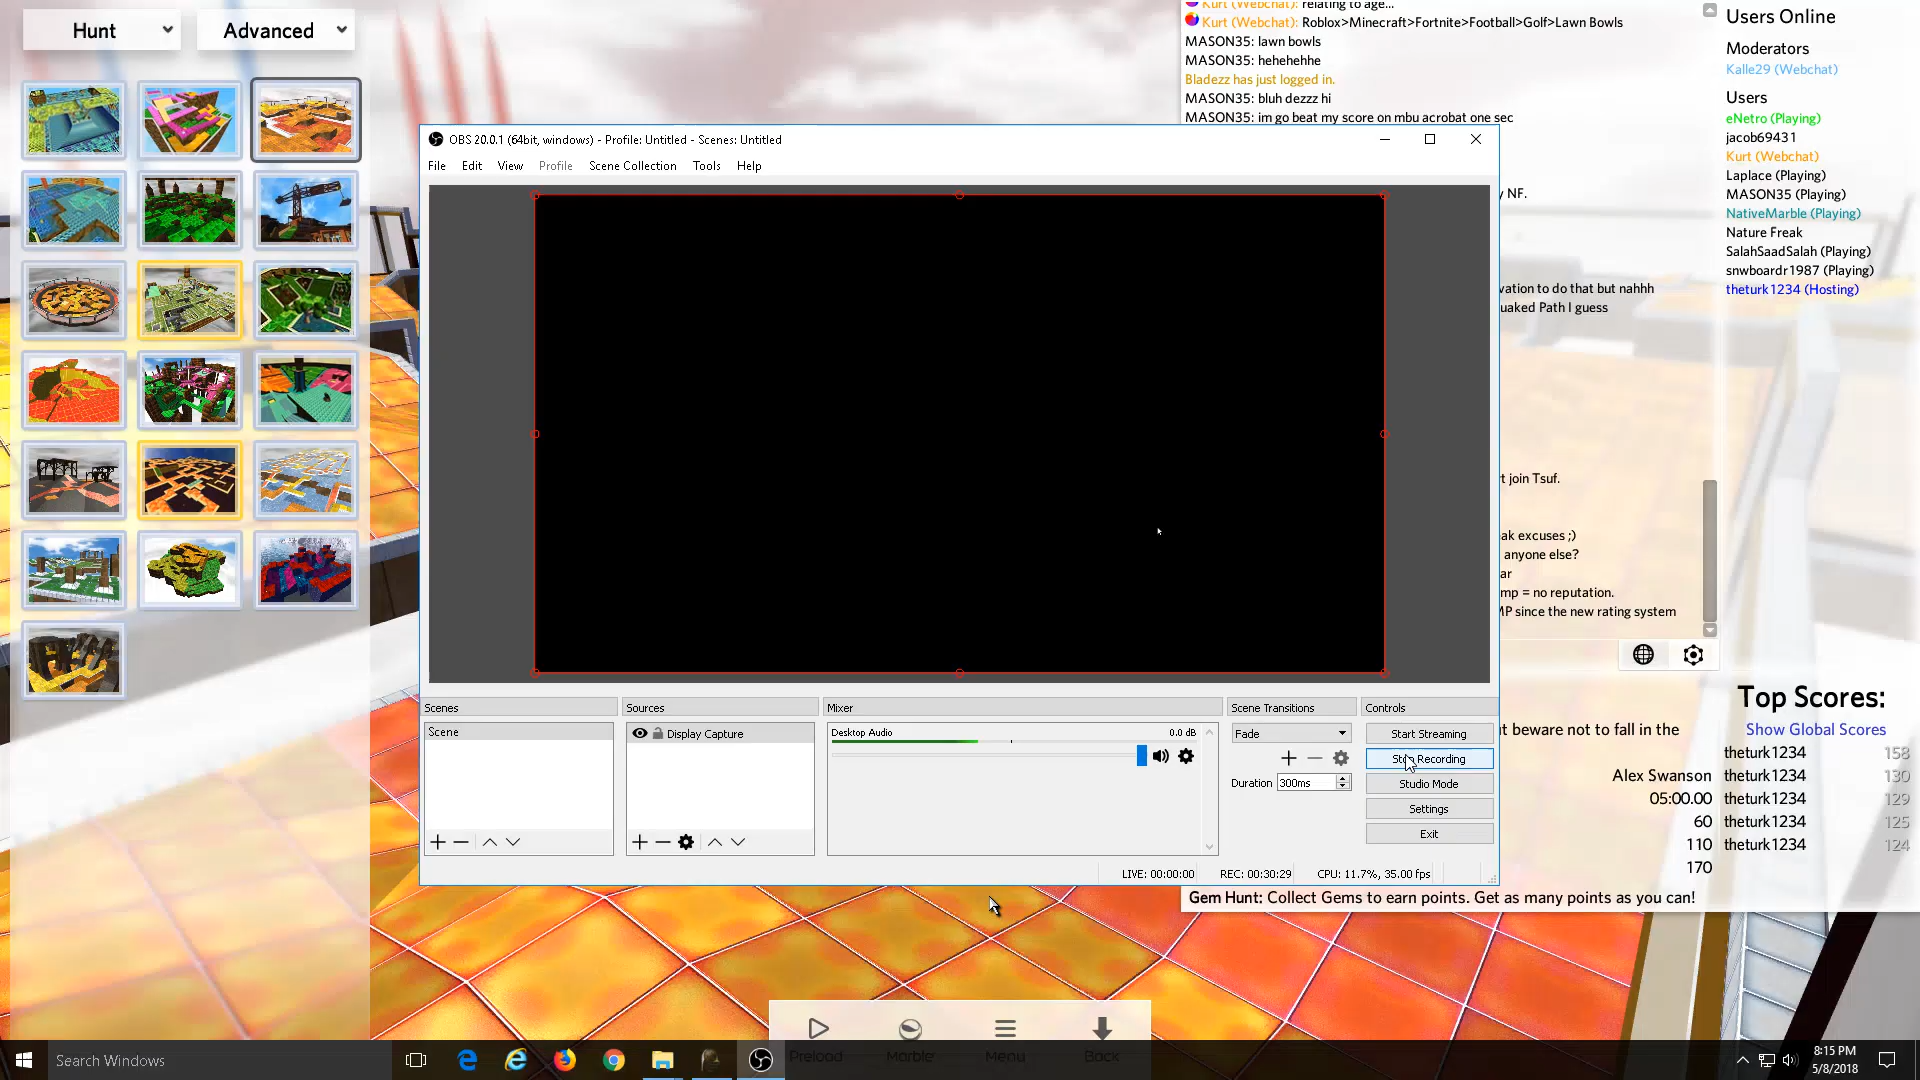 Hunt
Advanced
Kurt (Webchat): relating to age...
Kurt (Webchat): Roblox>Minecraft>Fortnite>Football>Golf>Lawn Bowls
MASON35: lawn bowls
MASON35: hehehehhe
Bladezz has just logged in.
MASON35: bluh dezzz hi
MASON35: im go beat my score on mbu acrobat one sec
NF.
vation to do that but nahhh
uaked Path I guess
t join Tsuf.
ak excuses ;)
anyone else?
ar
mp = no reputation.
MP since the new rating system
Users Online
Moderators
Kalle29 (Webchat)
Users
eNetro (Playing)
jacob69431
Kurt (Webchat)
Laplace (Playing)
MASON35 (Playing)
NativeMarble (Playing)
Nature Freak
SalahSaadSalah (Playing)
snwboardr1987 (Playing)
theturk1234 (Hosting)
OBS 20.0.1 (64bit, windows) - Profile: Untitled - Scenes: Untitled
File Edit View Profile Scene Collection Tools Help
Scenes
Scene
Sources
Display Capture
Mixer
Desktop Audio 0.0 dB
Scene Transitions
Fade
Duration 300ms
Controls
Start Streaming
Stop Recording
Studio Mode
Settings
Exit
LIVE: 00:00:00 REC: 00:30:29 CPU: 11.7%, 35.00 fps
t beware not to fall in the
Alex Swanson
05:00.00
60
110
170
Top Scores:
Show Global Scores
theturk1234 158
theturk1234 130
theturk1234 129
theturk1234 125
theturk1234 124
Gem Hunt: Collect Gems to earn points. Get as many points as you can!
Preload Marble Menu Back
Search Windows
8:15 PM
5/8/2018